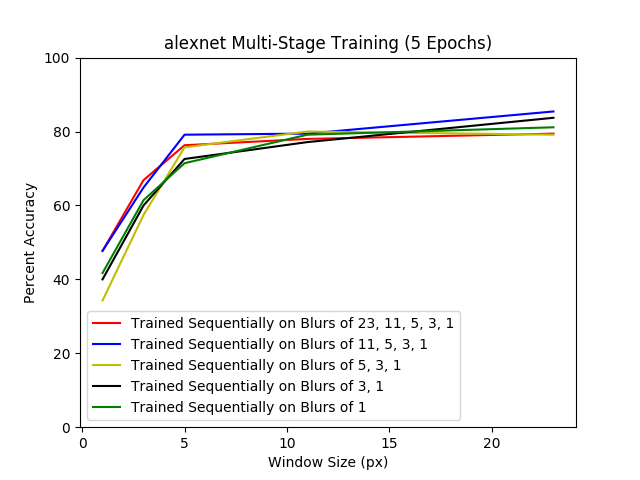 alexnet Multi-Stage Training (5 Epochs)
100
80
60
40
20
0
Percent Accuracy
Trained Sequentially on Blurs of 23, 11, 5, 3, 1
Trained Sequentially on Blurs of 11, 5, 3, 1
Trained Sequentially on Blurs of 5, 3, 1
Trained Sequentially on Blurs of 3, 1
Trained Sequentially on Blurs of 1
0 5 10 15 20
Window Size (px)